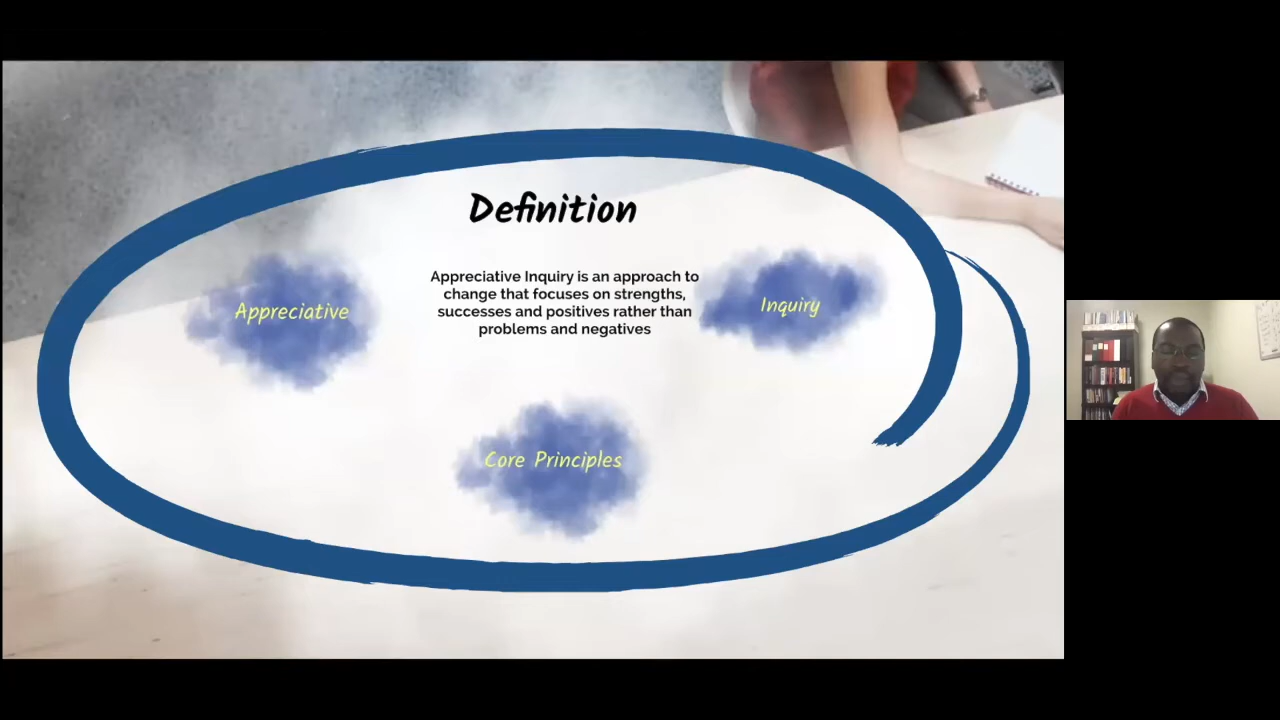 Definition
Appreciative Inquiry is an approach to
change that focuses on strengths,
successes and positives rather than
problems and negatives
Appreciative
Inquiry
Core Principles